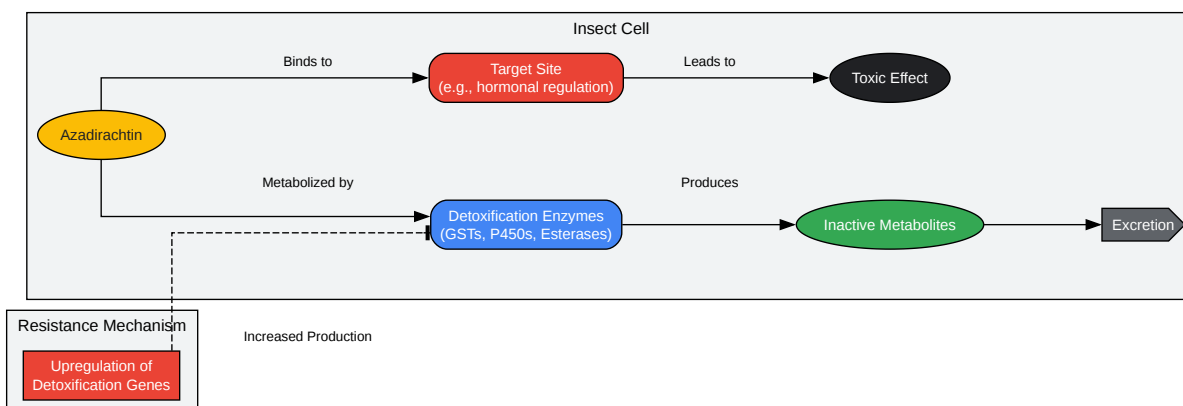 Insect Cell
Binds to
Target Site
(e.g., hormonal regulation)
Leads to
Toxic Effect
Azadirachtin
Metabolized by
Detoxification Enzymes
(GSTs, P450s, Esterases)
Produces
Inactive Metabolites
Excretion
Resistance Mechanism
Increased Production
Upregulation of
Detoxification Genes